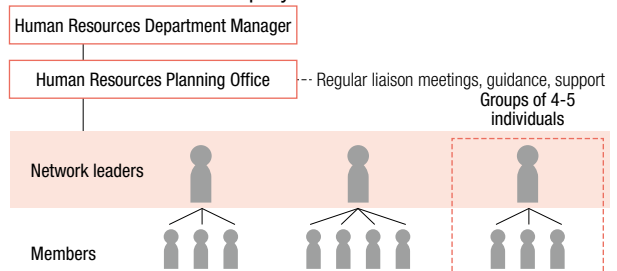 Human Resources Department Manager
Human Resources Planning Office
Regular liaison meetings, guidance, support
Groups of 4-5
individuals
Network leaders
Members